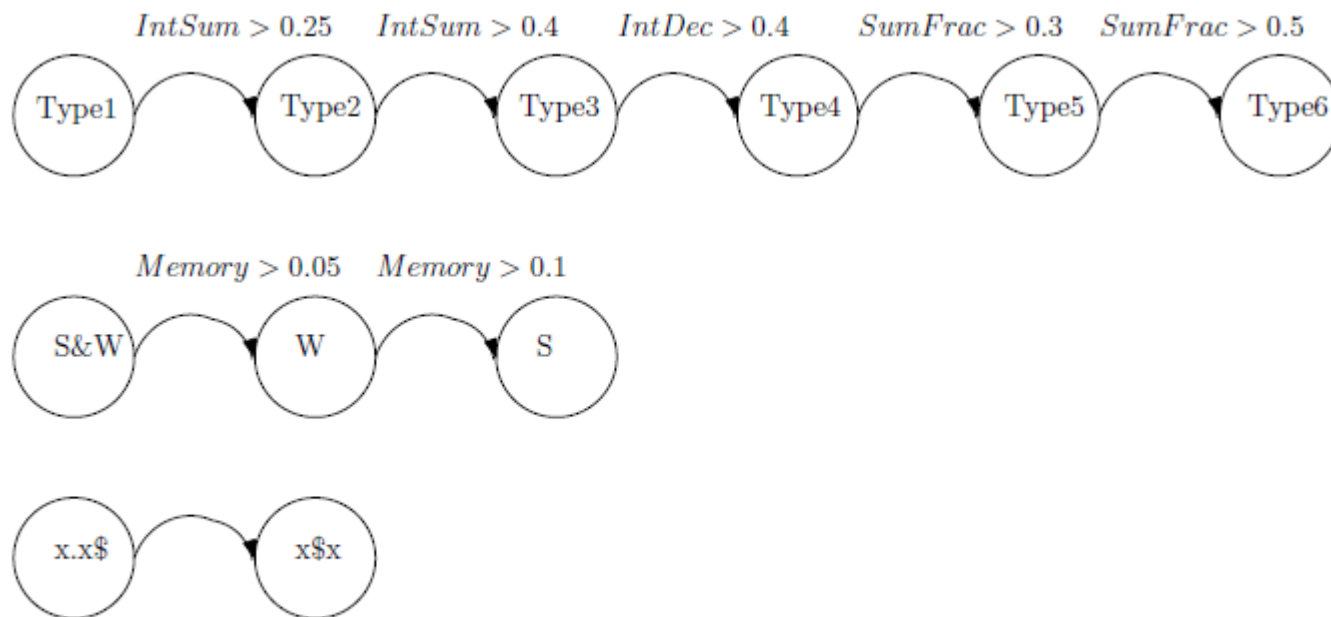 IntSum > 0.25 IntSum > 0.4 IntDec > 0.4 SumFrac > 0.3 SumFrac > 0.5
Type1 Type2 Type3 Type4 Type5 Type6
Memory > 0.05 Memory > 0.1
S&W W S
x.x$ x$x